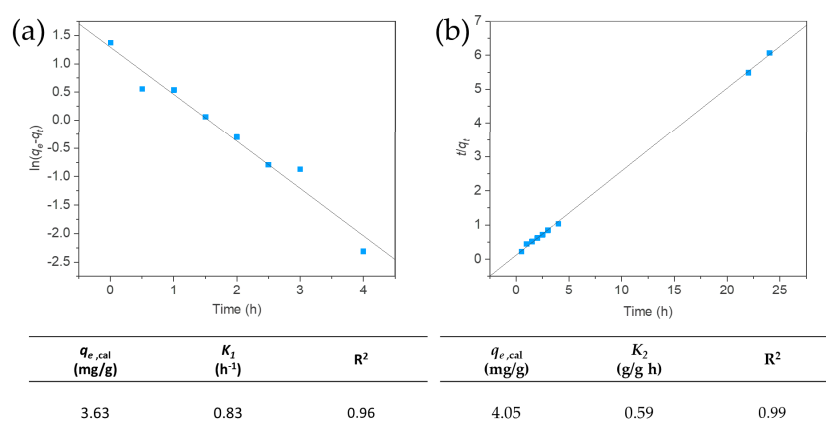 (a)
1.5
1.0
0.5
0.0
-0.5
-1.0
-1.5
-2.0
-2.5
ln(qe-qt)
0 1 2 3 4
Time (h)
(b)
7
6
5
4
3
2
1
0
t/qt
0 5 10 15 20 25
Time (h)
qe,cal K1 R2
(mg/g) (h-1)
3.63 0.83 0.96
qe,cal K2 R2
(mg/g) (g/g h)
4.05 0.59 0.99